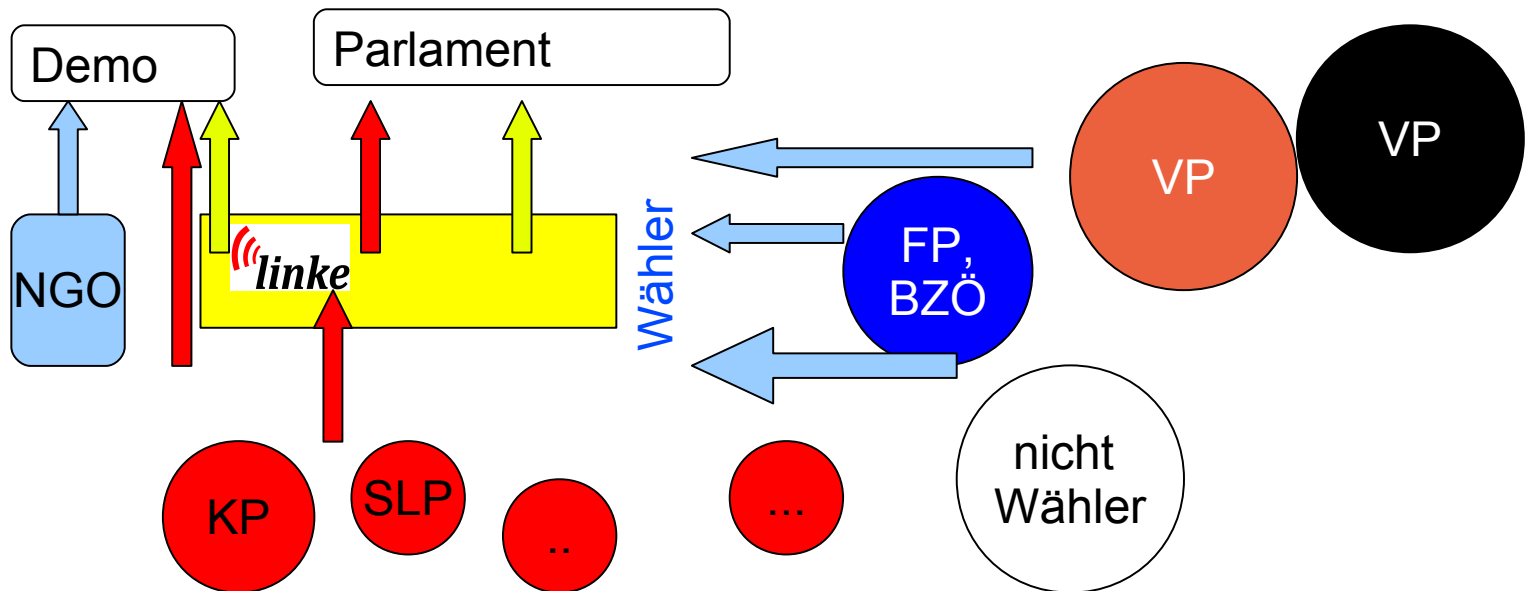 Demo
Parlament
VP
VP
NGO
linke
Wähler
FP,
BZÖ
KP
SLP
..
...
nicht
Wähler